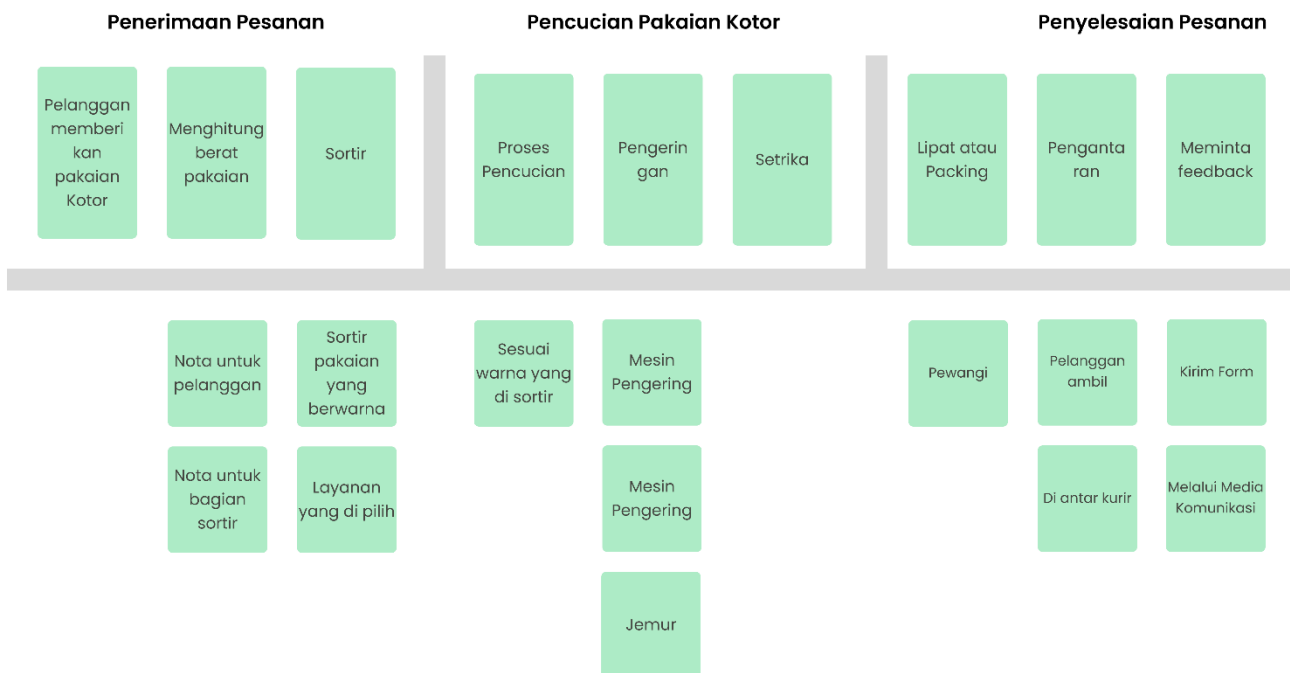 Penerimaan Pesanan
Pencucian Pakaian Kotor
Penyelesaian Pesanan
Pelanggan
memberi
kan
pakaian
Kotor
Menghitung
berat
pakaian
Sortir
Proses
Pencucian
Pengerin
gan
Setrika
Lipat atau
Packing
Penganta
ran
Meminta
feedback
Nota untuk
pelanggan
Sortir
pakaian
yang
berwarna
Sesuai
warna yang
di sortir
Mesin
Pengering
Pewangi
Pelanggan
ambil
Kirim Form
Nota untuk
bagian
sortir
Layanan
yang di pilih
Mesin
Pengering
Di antar kurir
Melalui Media
Komunikasi
Jemur